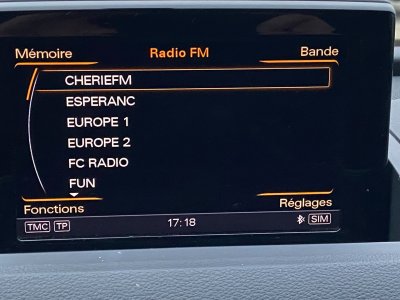 Mémoire Radio FM Bande
CHERIEFM
ESPERANC
EUROPE 1
EUROPE 2
FC RADIO
FUN
Fonctions Réglages
TMC TP 17:18 SIM